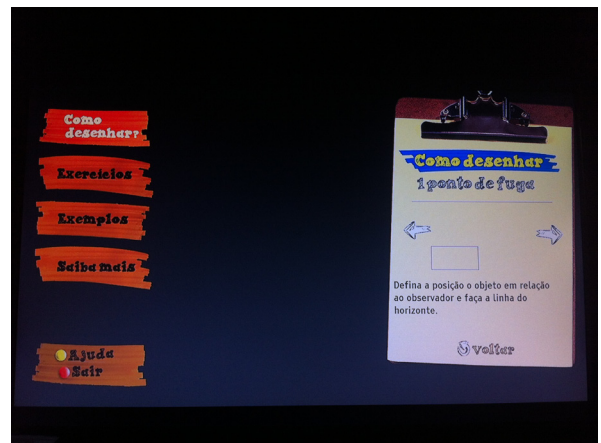 Como
desenhar?
Exercícios
Exemplos
Saiba mais
Ajuda
Sair
Como desenhar
1 ponto de fuga
Defina a posição o objeto em relação
ao observador e faça a linha do
horizonte.
voltar